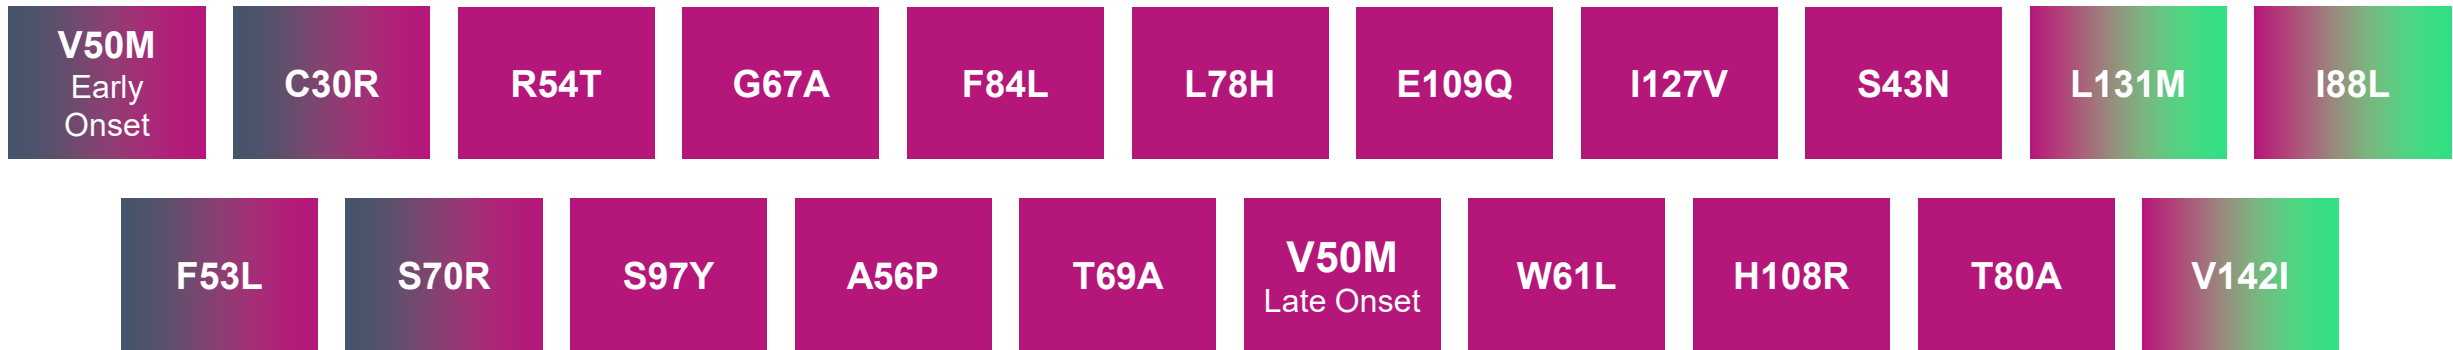 V50M
Early
Onset
C30R
R54T
G67A
F84L
L78H
E109Q
I127V
S43N
L131M
I88L
F53L
S70R
S97Y
A56P
T69A
V50M
Late Onset
W61L
H108R
T80A
V142I